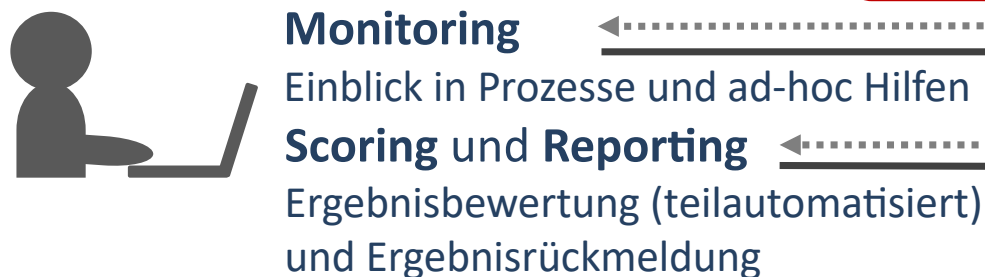 Monitoring
Einblick in Prozesse und ad-hoc Hilfen
Scoring und Reporting
Ergebnisbewertung (teilautomatisiert)
und Ergebnisrückmeldung